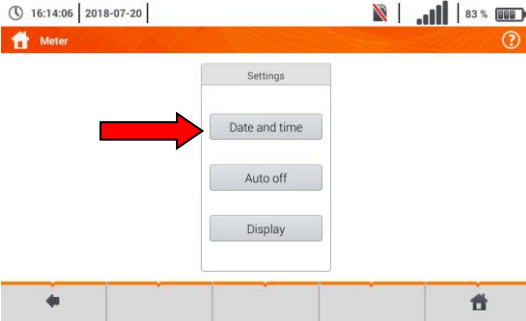 16:14:06 2018-07-20 83 %
Meter ?
Settings
Date and time
Auto off
Display